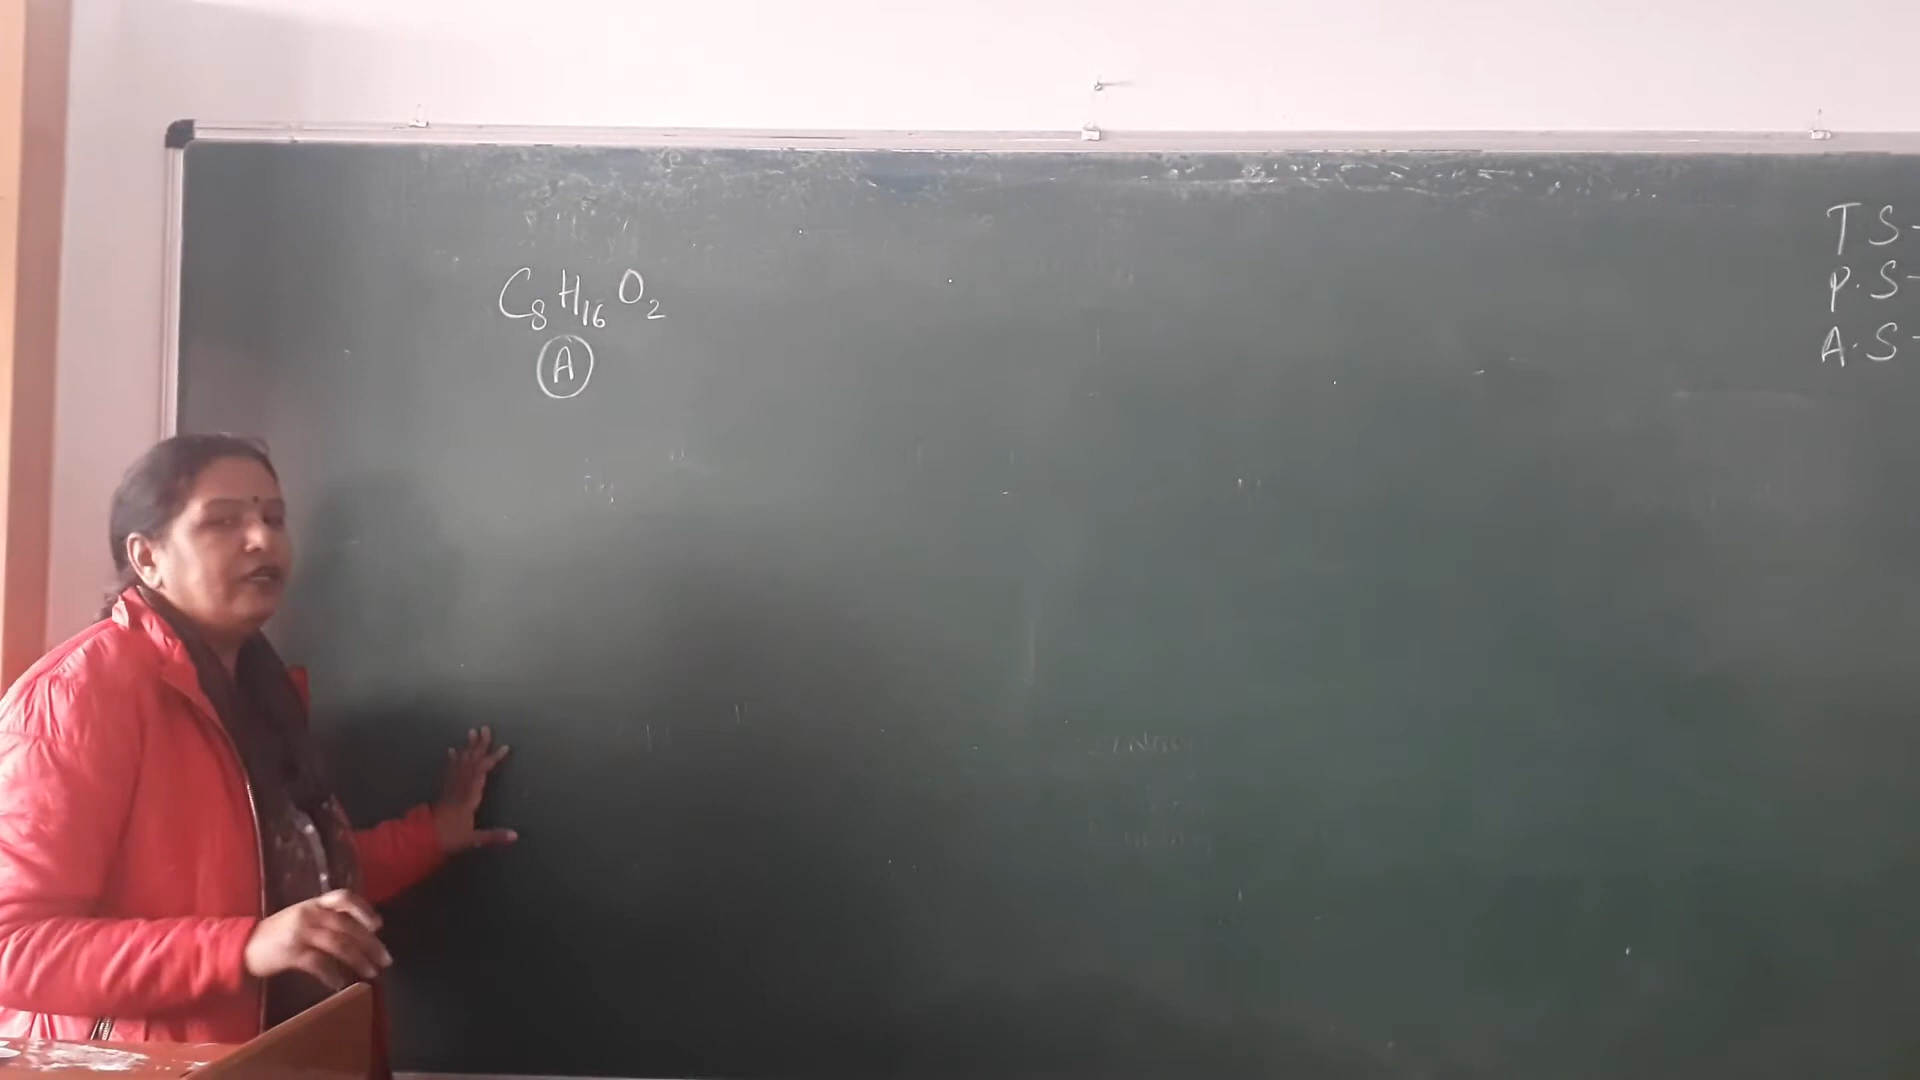 C₈H₁₆O₂
A
T S-
P.S-
A.S-